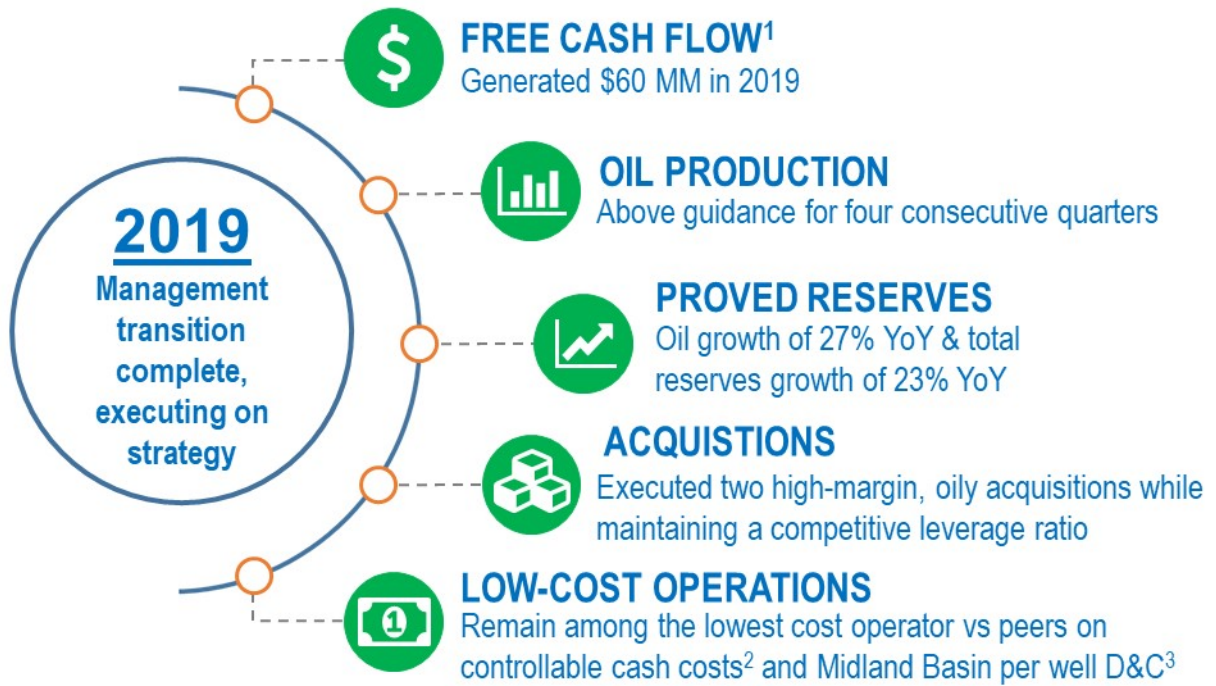 FREE CASH FLOW¹
Generated $60 MM in 2019
OIL PRODUCTION
Above guidance for four consecutive quarters
2019
Management
transition
complete,
executing on
strategy
PROVED RESERVES
Oil growth of 27% YoY & total
reserves growth of 23% YoY
ACQUISTIONS
Executed two high-margin, oily acquisitions while
maintaining a competitive leverage ratio
LOW-COST OPERATIONS
Remain among the lowest cost operator vs peers on
controllable cash costs² and Midland Basin per well D&C³